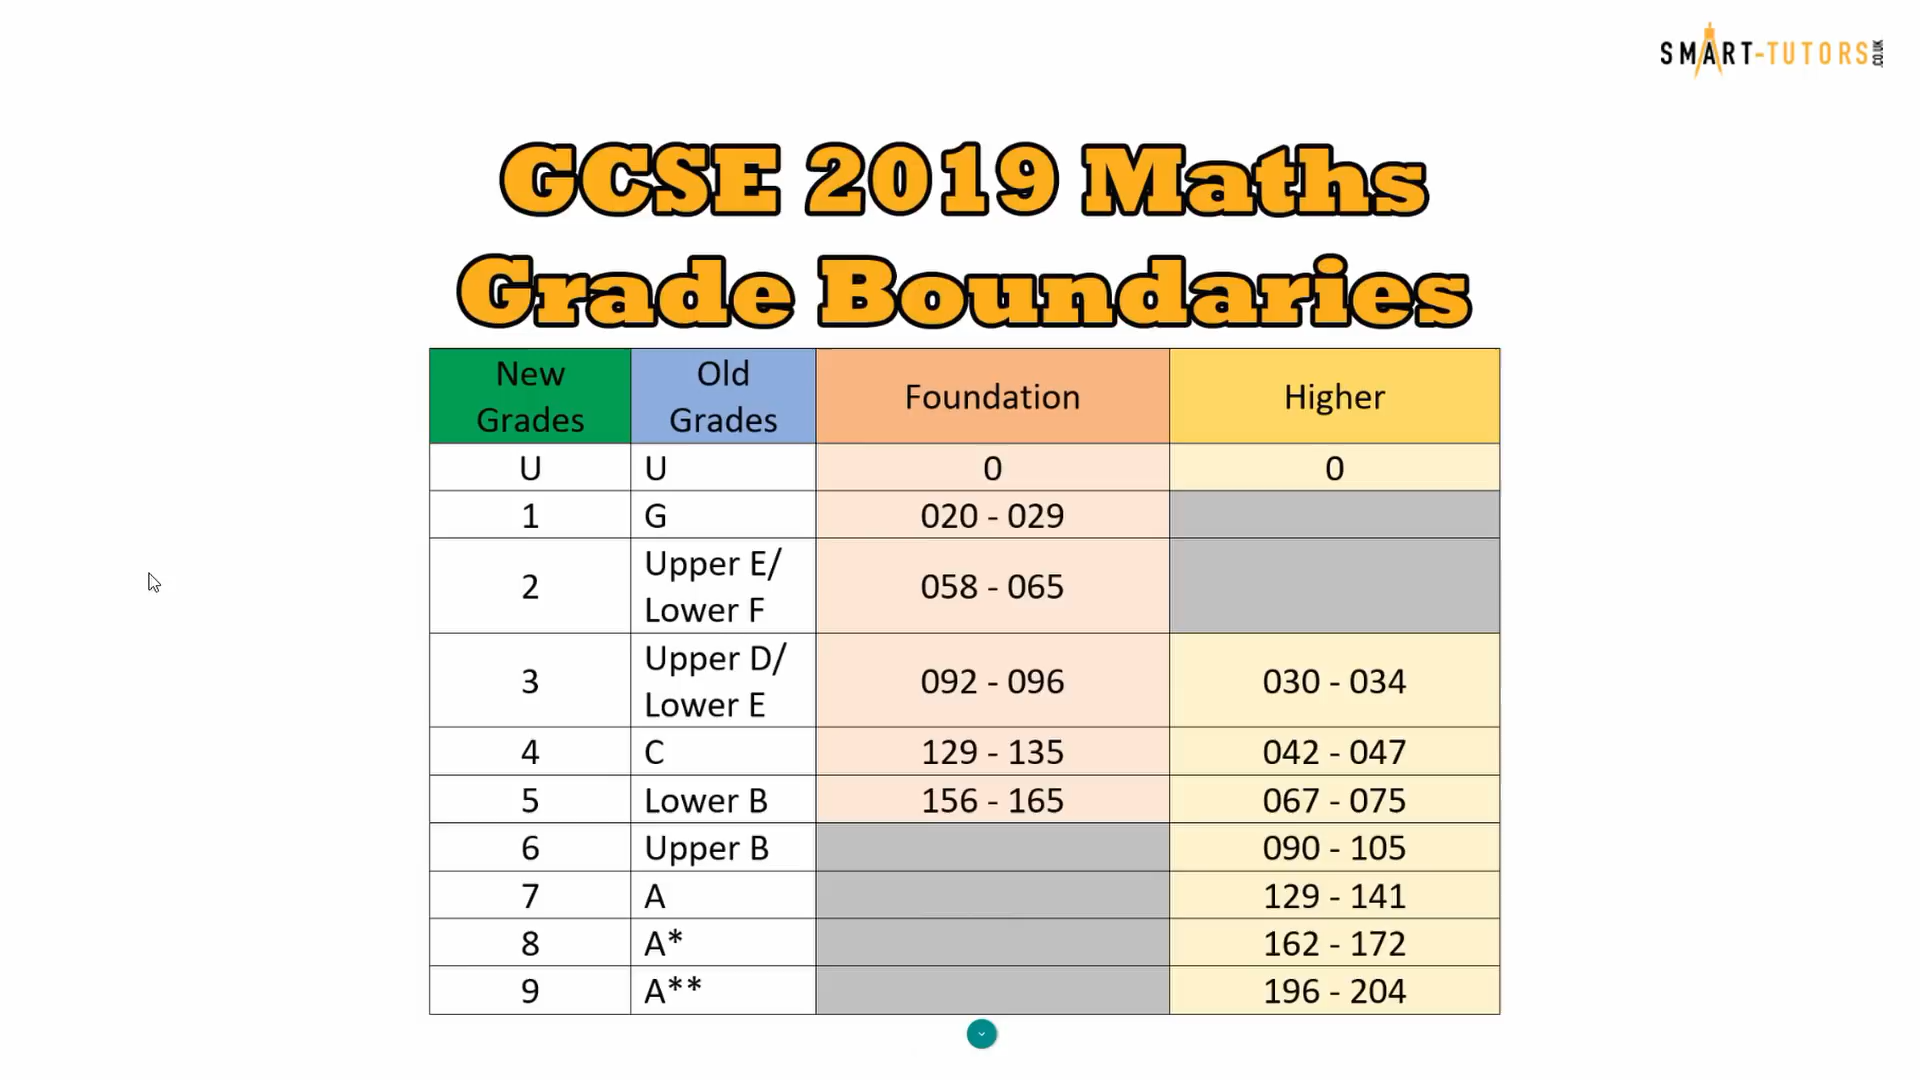 SMART-TUTORS.CO.UK
GCSE 2019 Maths
Grade Boundaries
New Grades Old Grades Foundation Higher
U U 0 0
1 G 020 - 029
2 Upper E/ Lower F 058 - 065
3 Upper D/ Lower E 092 - 096 030 - 034
4 C 129 - 135 042 - 047
5 Lower B 156 - 165 067 - 075
6 Upper B 090 - 105
7 A 129 - 141
8 A* 162 - 172
9 A** 196 - 204